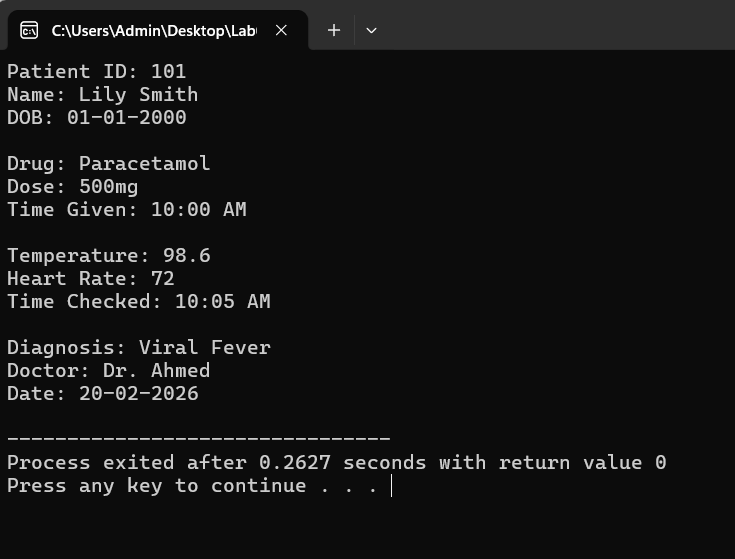 C:\Users\Admin\Desktop\Lab
Patient ID: 101
Name: Lily Smith
DOB: 01-01-2000
Drug: Paracetamol
Dose: 500mg
Time Given: 10:00 AM
Temperature: 98.6
Heart Rate: 72
Time Checked: 10:05 AM
Diagnosis: Viral Fever
Doctor: Dr. Ahmed
Date: 20-02-2026
--------------------------------
Process exited after 0.2627 seconds with return value 0
Press any key to continue . . .